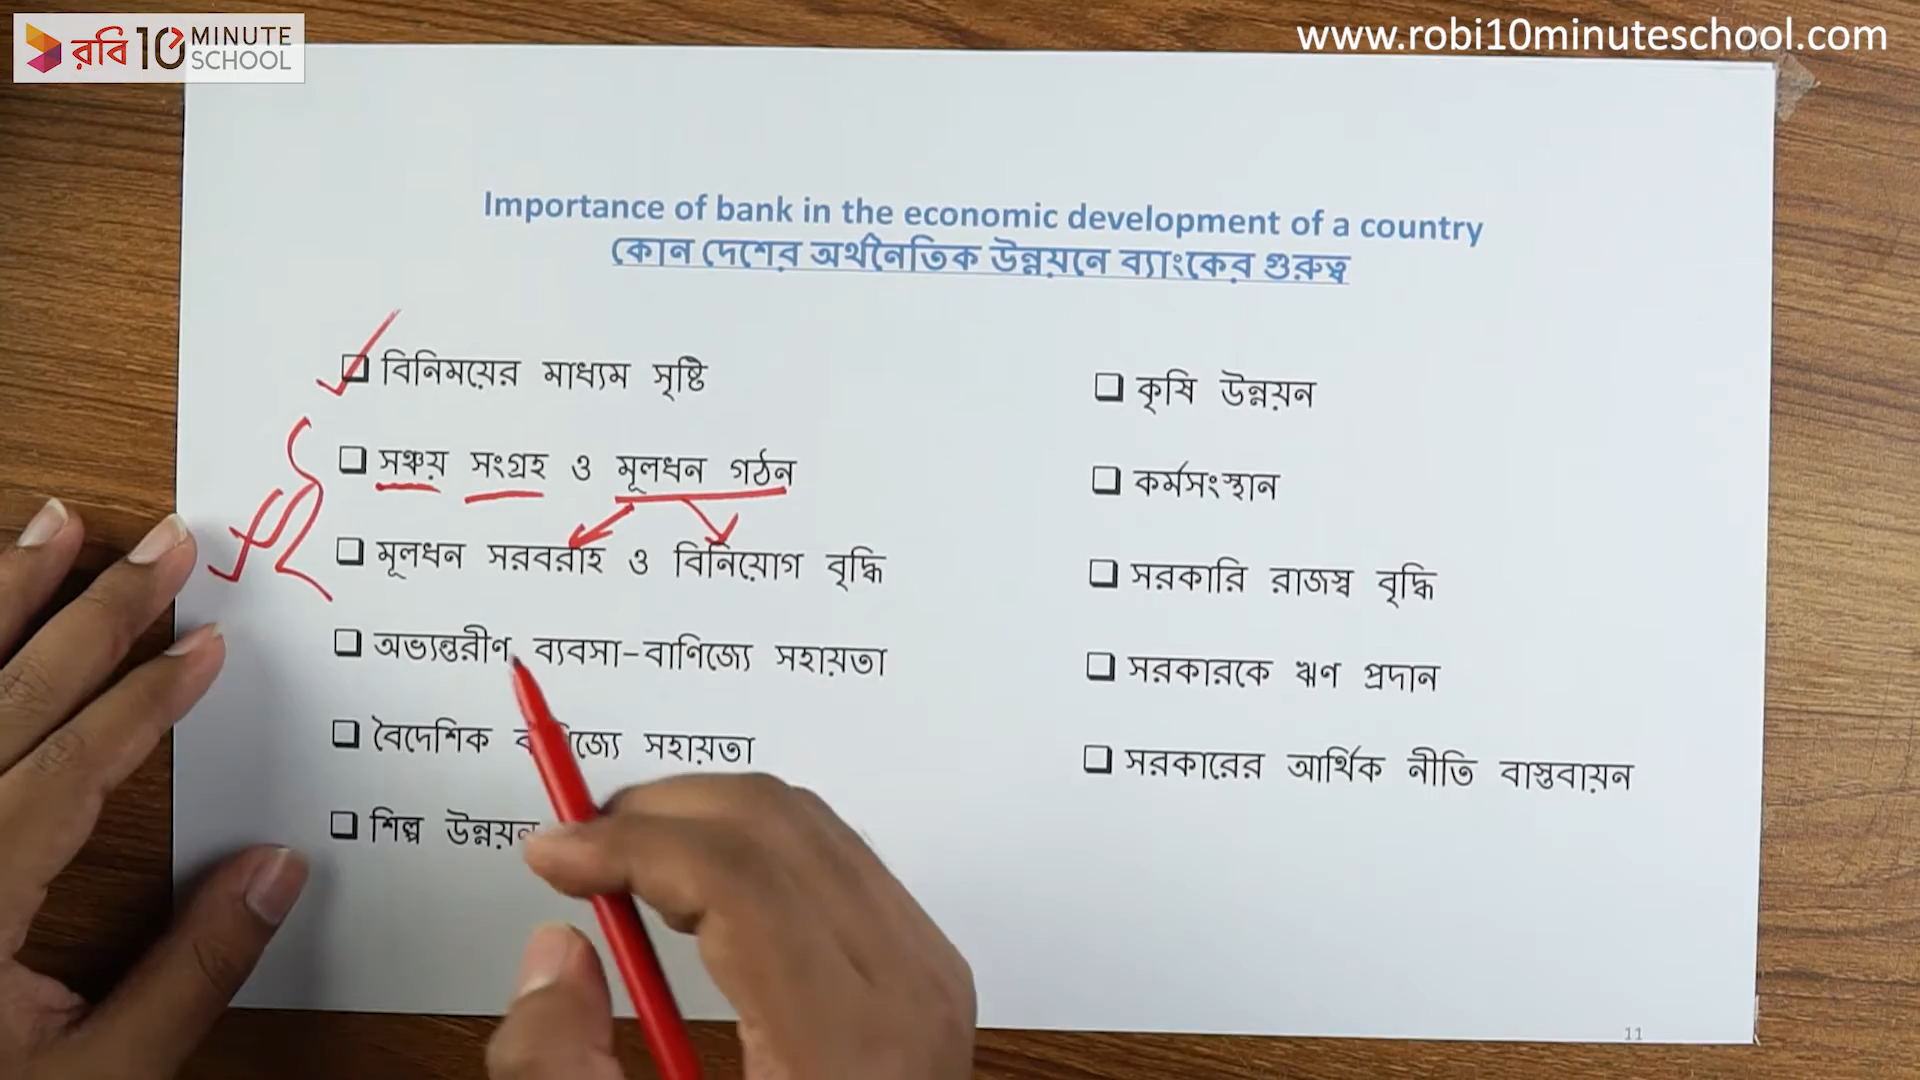 রবি 10 MINUTE SCHOOL
www.robi10minuteschool.com
Importance of bank in the economic development of a country
কোন দেশের অর্থনৈতিক উন্নয়নে ব্যাংকের গুরুত্ব
বিনিময়ের মাধ্যম সৃষ্টি
সঞ্চয় সংগ্রহ ও মূলধন গঠন
মূলধন সরবরাহ ও বিনিয়োগ বৃদ্ধি
অভ্যন্তরীণ ব্যবসা-বাণিজ্যে সহায়তা
বৈদেশিক সহায়তা
শিল্প উন্নয়ন
কৃষি উন্নয়ন
কর্মসংস্থান
সরকারি রাজস্ব বৃদ্ধি
সরকারকে ঋণ প্রদান
সরকারের আর্থিক নীতি বাস্তবায়ন
11